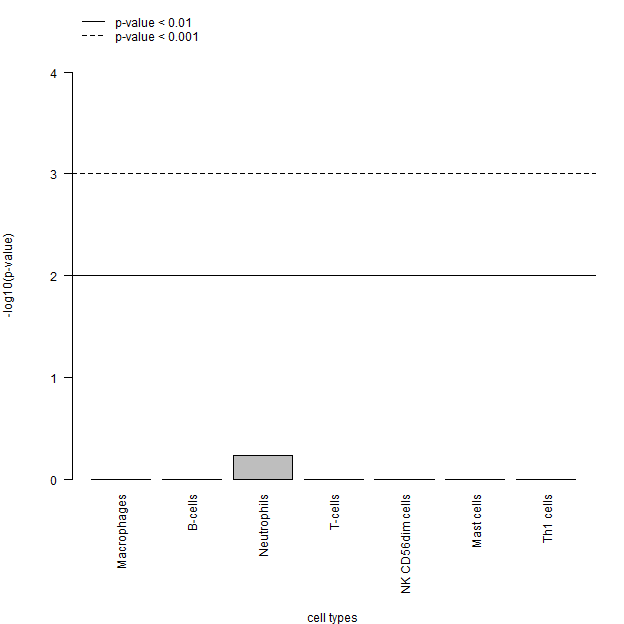 p-value < 0.01
p-value < 0.001
4
3
2
1
0
-log10(p-value)
Macrophages
B-cells
Neutrophils
T-cells
NK CD56dim cells
Mast cells
Th1 cells
cell types